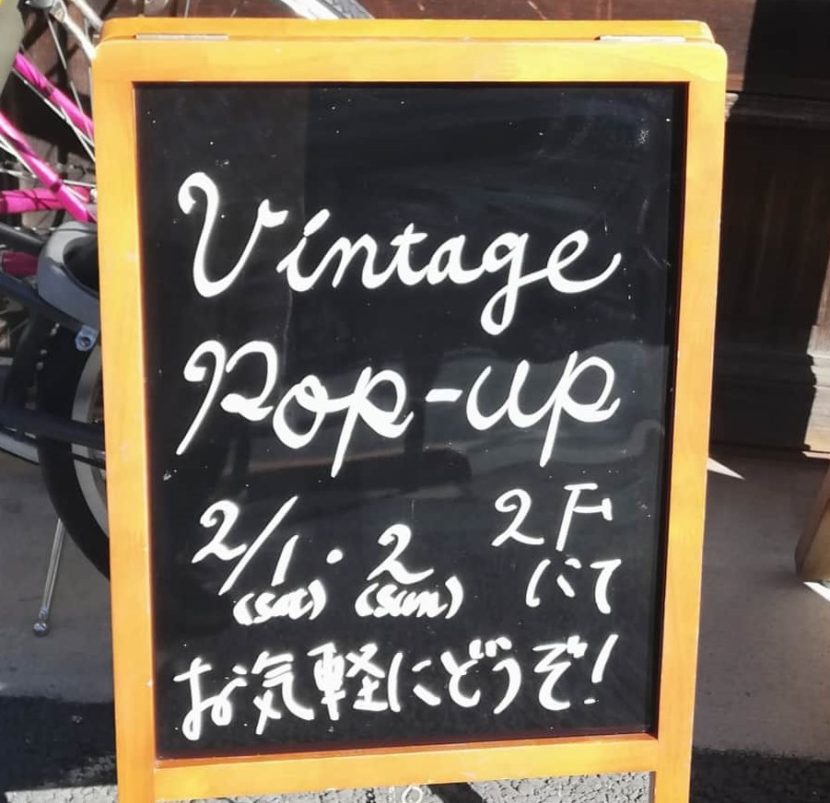 Vintage
Pop-up
2/1・2 2F
(sat) (sun) にて
お気軽にどうぞ!